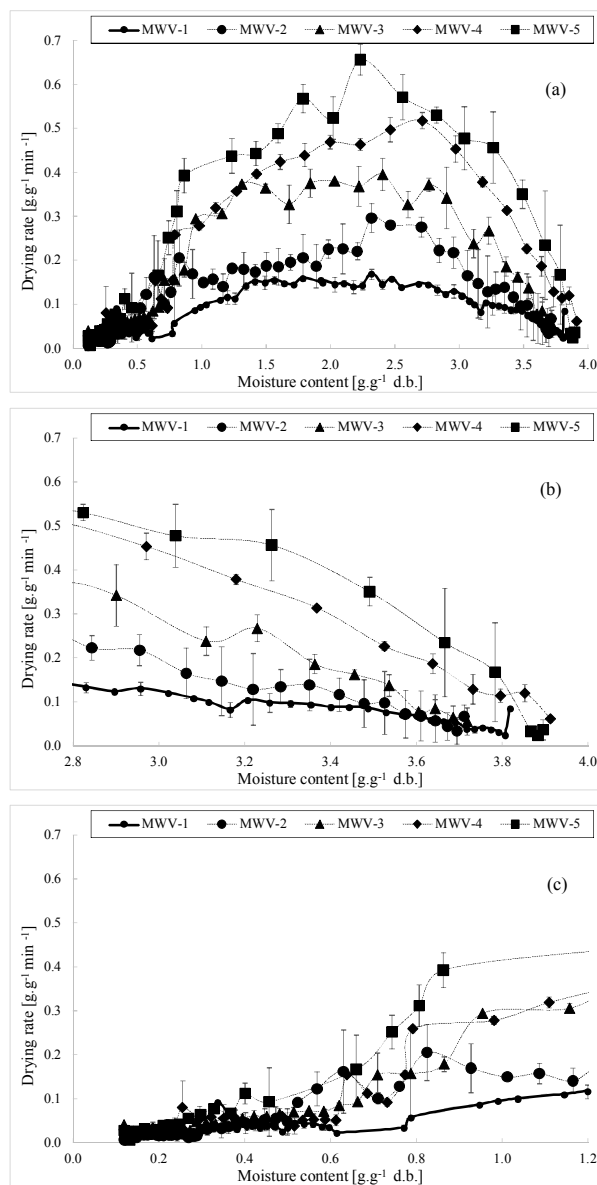 MWV-1 MWV-2 MWV-3 MWV-4 MWV-5
(a)
Drying rate [g.g⁻¹ min ⁻¹]
0.7
0.6
0.5
0.4
0.3
0.2
0.1
0.0
0.0 0.5 1.0 1.5 2.0 2.5 3.0 3.5 4.0
Moisture content [g.g⁻¹ d.b.]
MWV-1 MWV-2 MWV-3 MWV-4 MWV-5
(b)
Drying rate [g.g⁻¹ min ⁻¹]
0.7
0.6
0.5
0.4
0.3
0.2
0.1
0.0
2.8 3.0 3.2 3.4 3.6 3.8 4.0
Moisture content [g.g⁻¹ d.b.]
MWV-1 MWV-2 MWV-3 MWV-4 MWV-5
(c)
Drying rate [g.g⁻¹ min ⁻¹]
0.7
0.6
0.5
0.4
0.3
0.2
0.1
0.0
0.0 0.2 0.4 0.6 0.8 1.0 1.2
Moisture content [g.g⁻¹ d.b.]